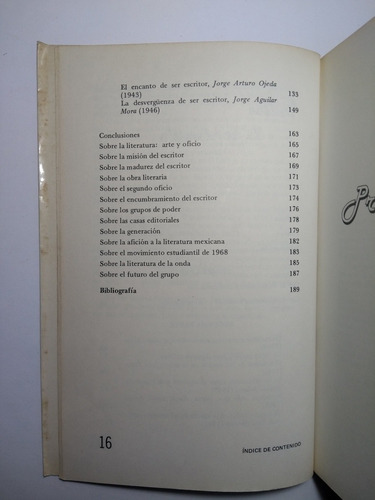 El encanto de ser escritor, Jorge Arturo Ojeda
(1943) 133
La desvergüenza de ser escritor, Jorge Aguilar
Mora (1946) 149
Conclusiones 163
Sobre la literatura: arte y oficio 165
Sobre la misión del escritor 167
Sobre la madurez del escritor 169
Sobre la obra literaria 171
Sobre el segundo oficio 173
Sobre el encumbramiento del escritor 174
Sobre los grupos de poder 176
Sobre las casas editoriales 178
Sobre la generación 179
Sobre la afición a la literatura mexicana 182
Sobre el movimiento estudiantil de 1968 183
Sobre la literatura de la onda 185
Sobre el futuro del grupo 187
Bibliografía 189
16
ÍNDICE DE CONTENIDO